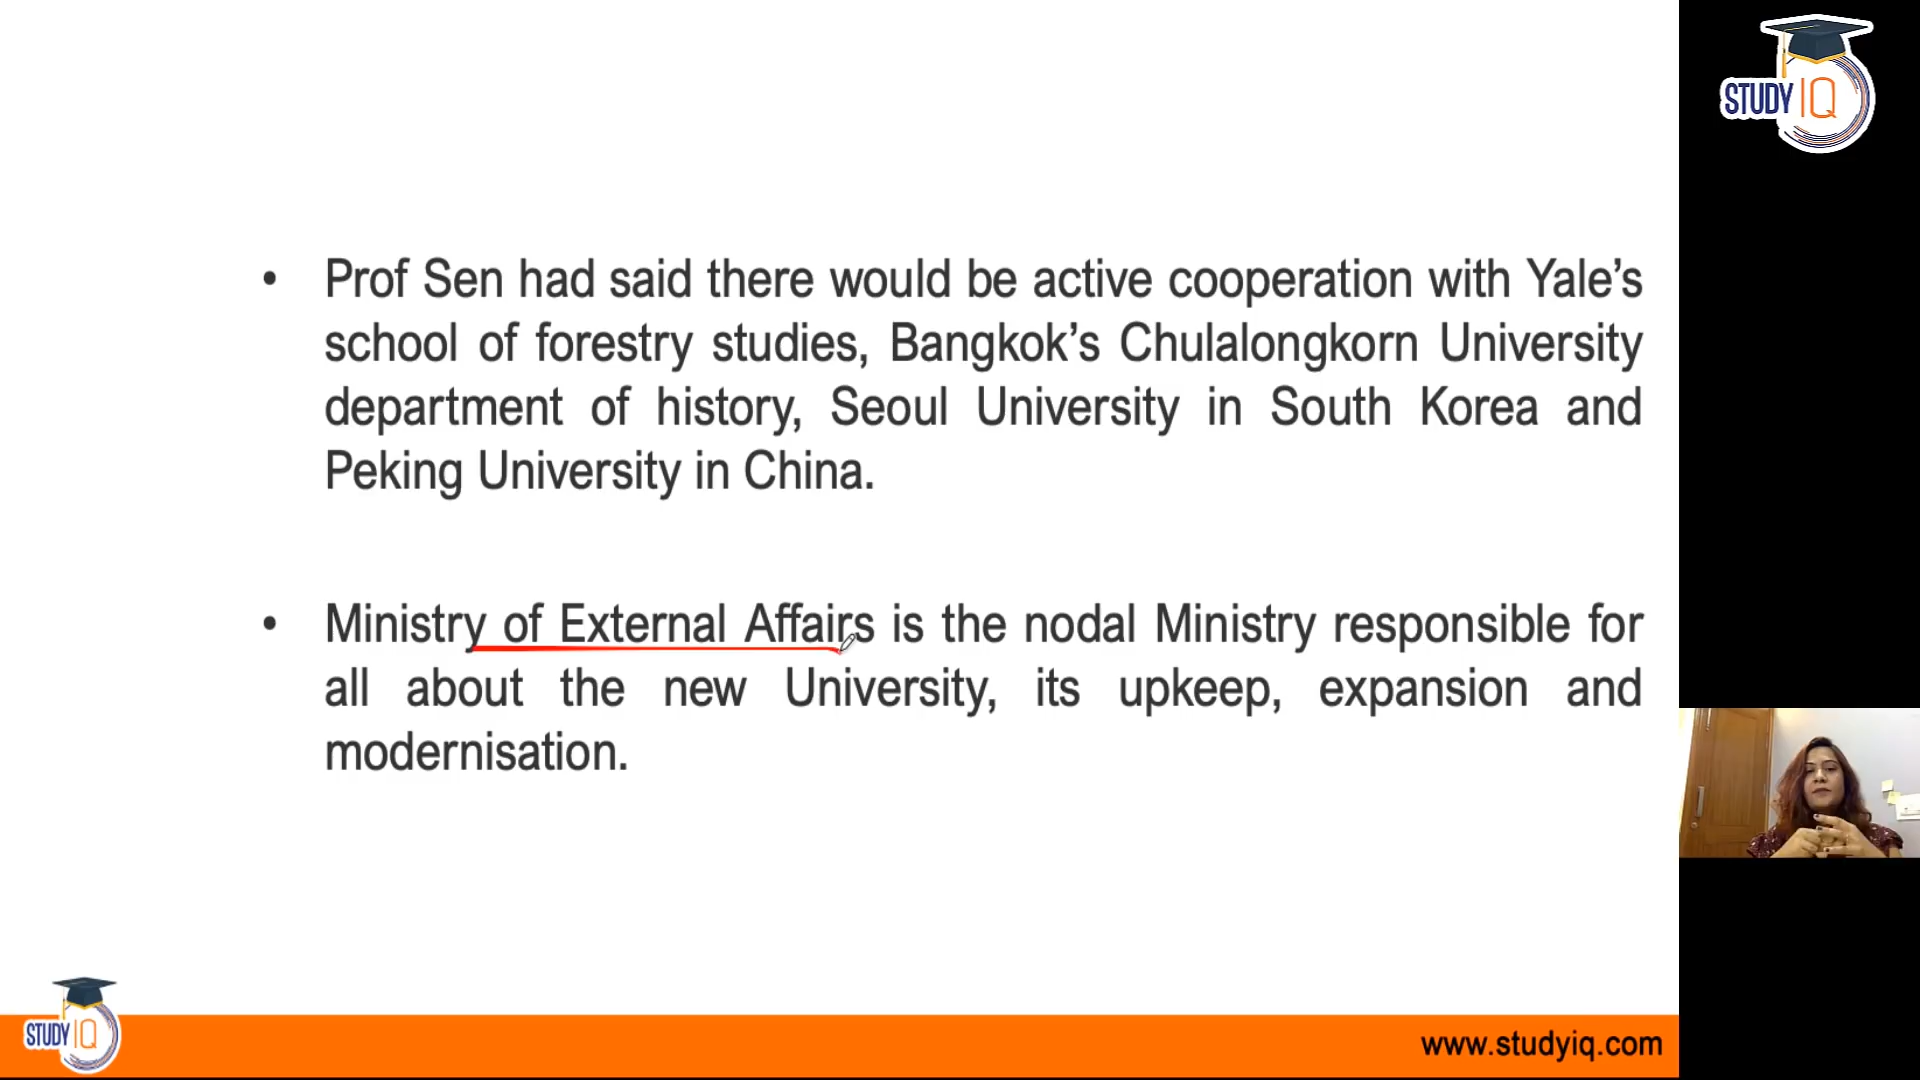 STUDY IQ
• Prof Sen had said there would be active cooperation with Yale’s
school of forestry studies, Bangkok’s Chulalongkorn University
department of history, Seoul University in South Korea and
Peking University in China.
• Ministry of External Affairs is the nodal Ministry responsible for
all about the new University, its upkeep, expansion and
modernisation.
STUDY IQ
www.studyiq.com